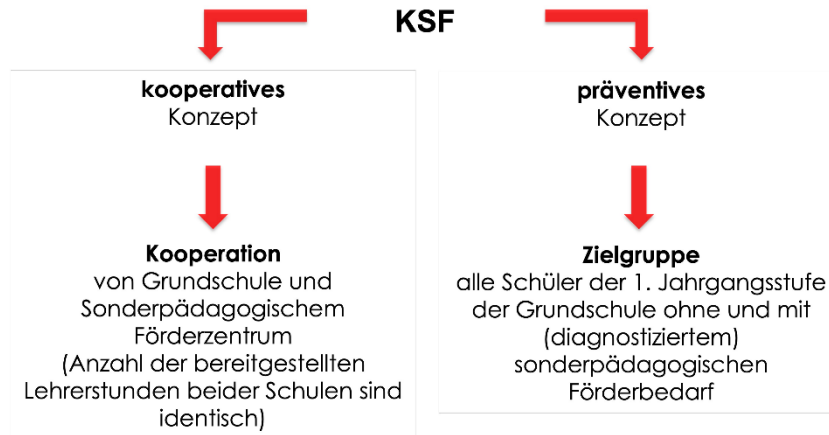 KSF
kooperatives
Konzept
Kooperation
von Grundschule und
Sonderpädagogischem
Förderzentrum
(Anzahl der bereitgestellten
Lehrerstunden beider Schulen sind
identisch)
präventives
Konzept
Zielgruppe
alle Schüler der 1. Jahrgangsstufe
der Grundschule ohne und mit
(diagnostiziertem)
sonderpädagogischen
Förderbedarf